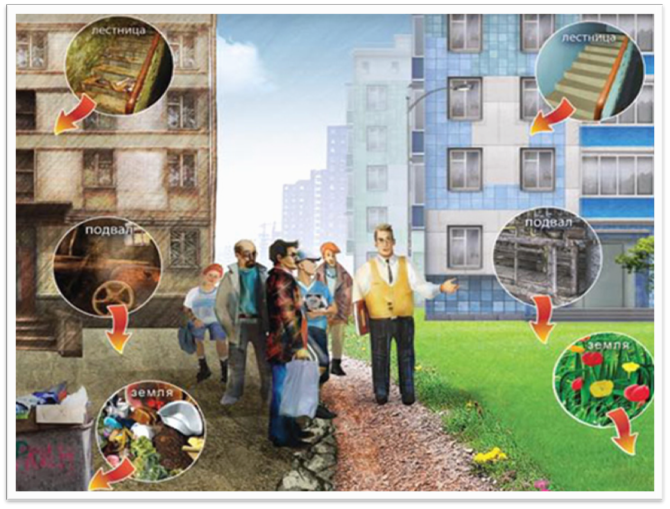 лестница
лестница
подвал
подвал
земля
земля